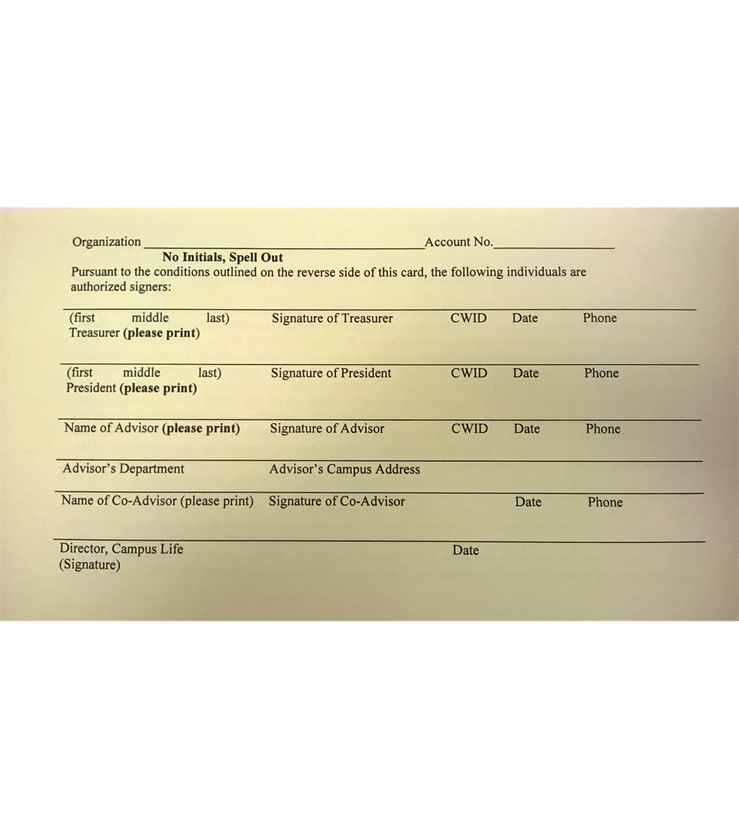 Organization ____________________________________________Account No.___________________
No Initials, Spell Out
Pursuant to the conditions outlined on the reverse side of this card, the following individuals are
authorized signers:
(first middle last) Signature of Treasurer CWID Date Phone
Treasurer (please print)
(first middle last) Signature of President CWID Date Phone
President (please print)
Name of Advisor (please print) Signature of Advisor CWID Date Phone
Advisor's Department Advisor's Campus Address
Name of Co-Advisor (please print) Signature of Co-Advisor Date Phone
Director, Campus Life Date
(Signature)